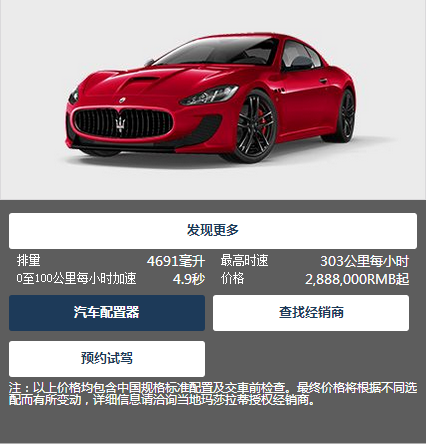 发现更多
排量 4691毫升 最高时速 303公里每小时
0至100公里每小时加速 4.9秒 价格 2,888,000RMB起
汽车配置器 查找经销商
预约试驾
注：以上价格均包含中国规格标准配置及交车前检查。最终价格将根据不同选
配而有所变动，详细信息请洽询当地玛莎拉蒂授权经销商。